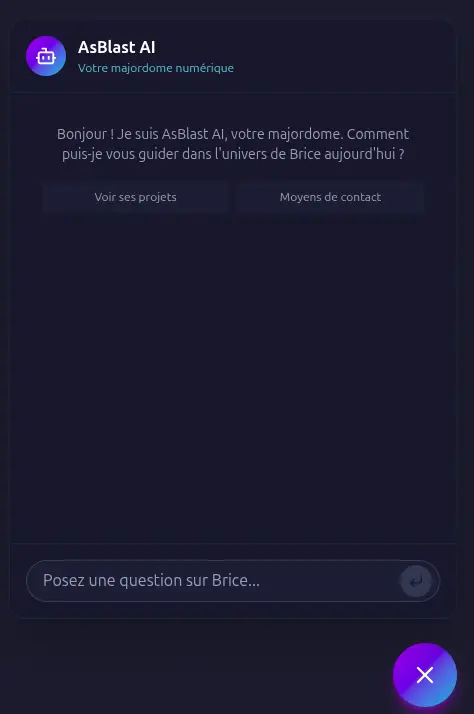 AsBlast AI
Votre majordome numérique
Bonjour ! Je suis AsBlast AI, votre majordome. Comment
puis-je vous guider dans l'univers de Brice aujourd'hui ?
Voir ses projets
Moyens de contact
Posez une question sur Brice...